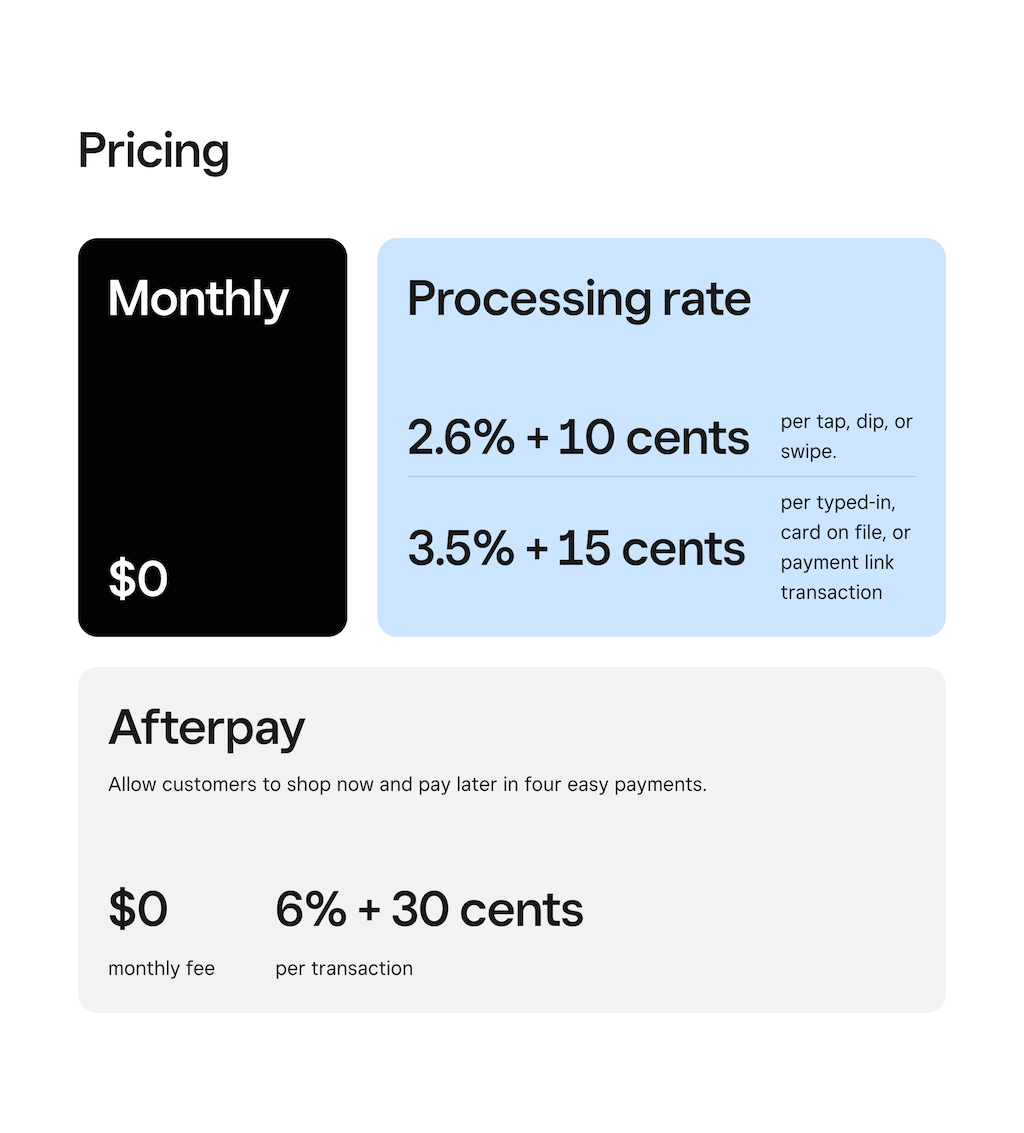 Pricing
Monthly
$0
Processing rate
2.6% + 10 cents
per tap, dip, or
swipe.
3.5% + 15 cents
per typed-in,
card on file, or
payment link
transaction
Afterpay
Allow customers to shop now and pay later in four easy payments.
$0
monthly fee
6% + 30 cents
per transaction